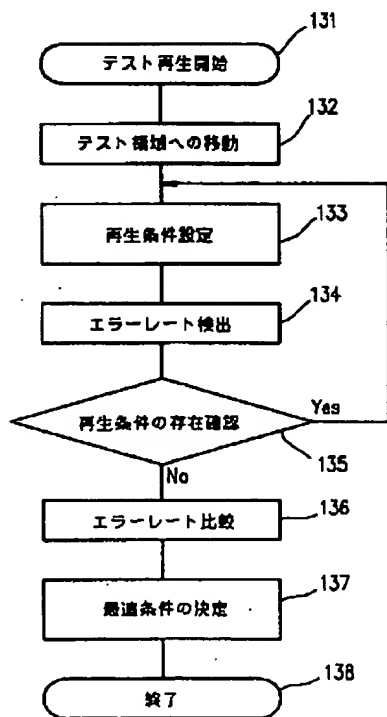 131
テスト再生開始
132
テスト領域への移動
133
再生条件設定
134
エラーレート検出
再生条件の存在確認
Yes
135
No
136
エラーレート比較
137
最適条件の決定
138
終了